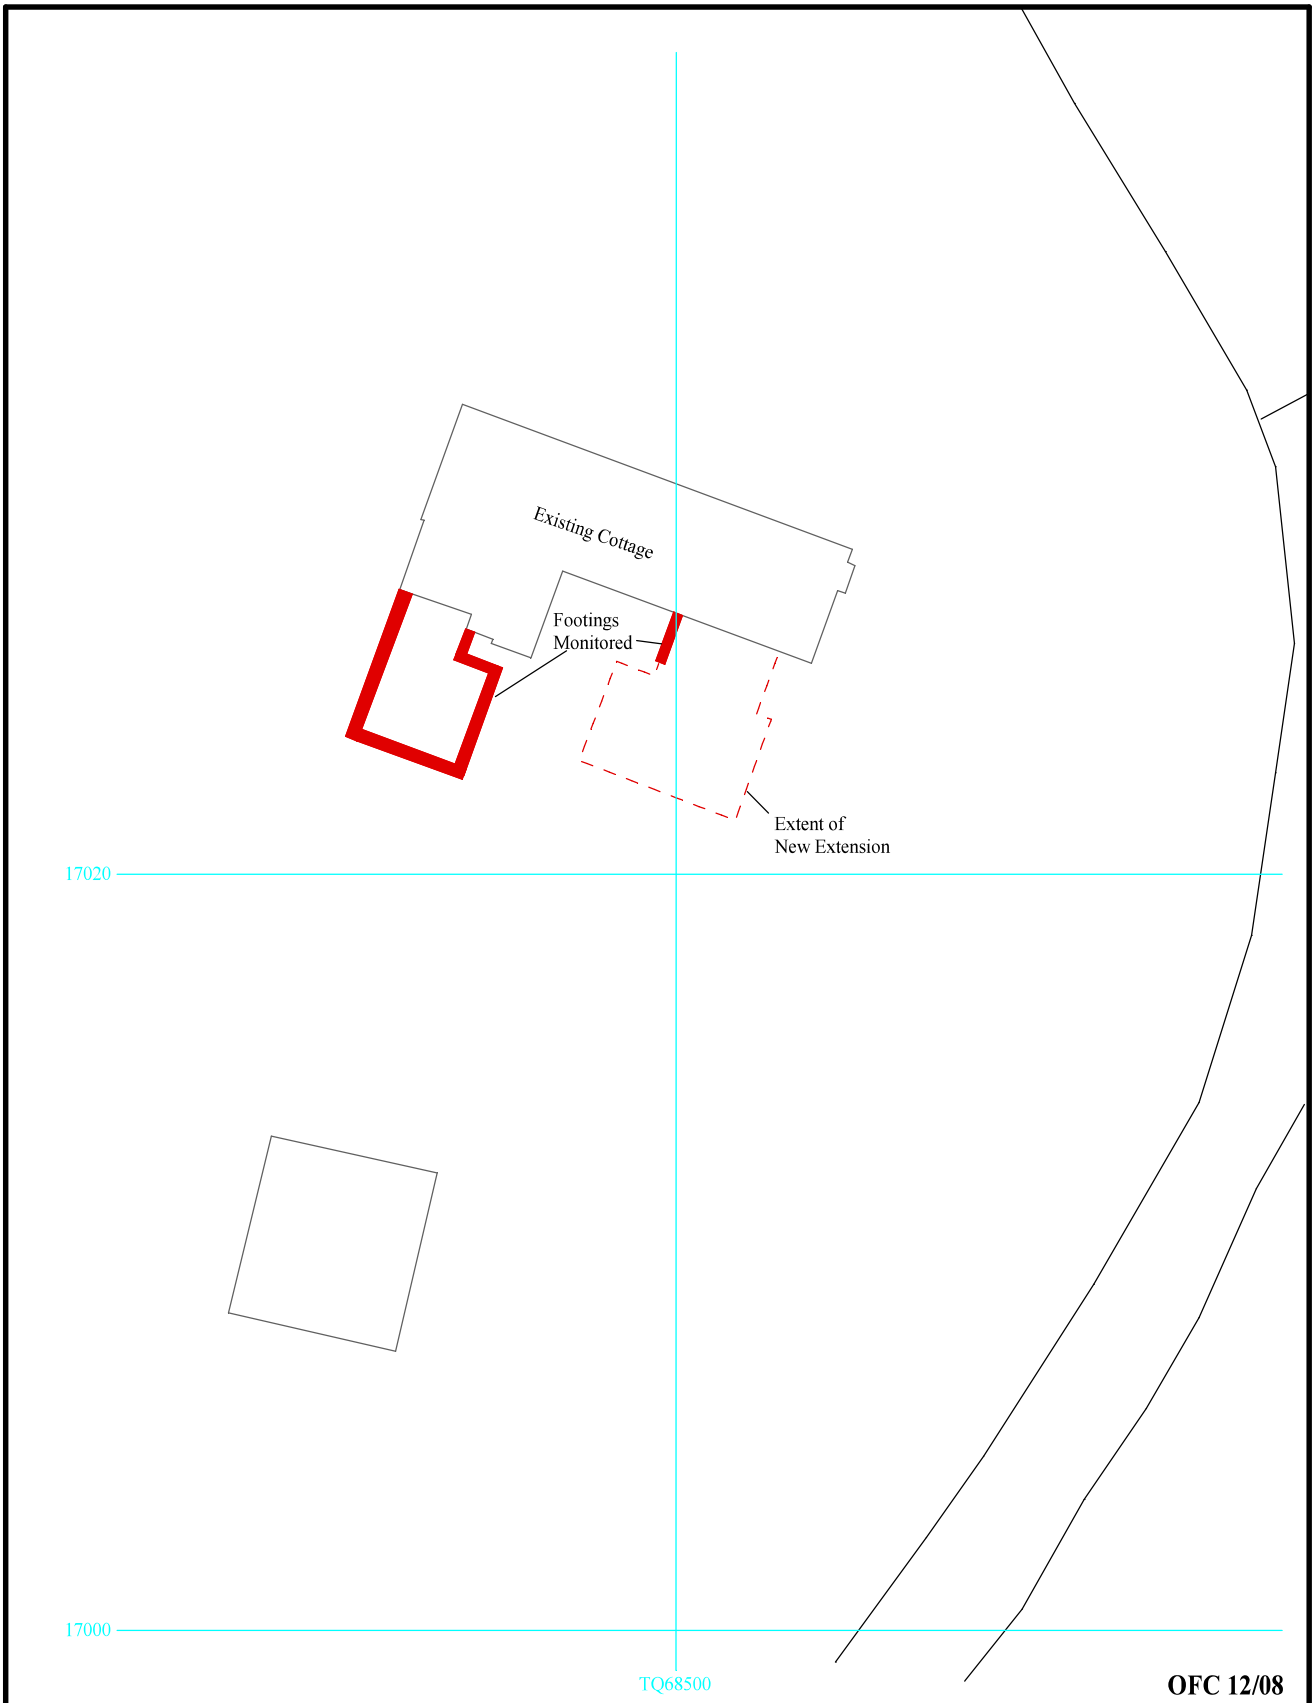 Existing Cottage
Footings
Monitored
Extent of
New Extension
17020
17000
TQ68500
OFC 12/08